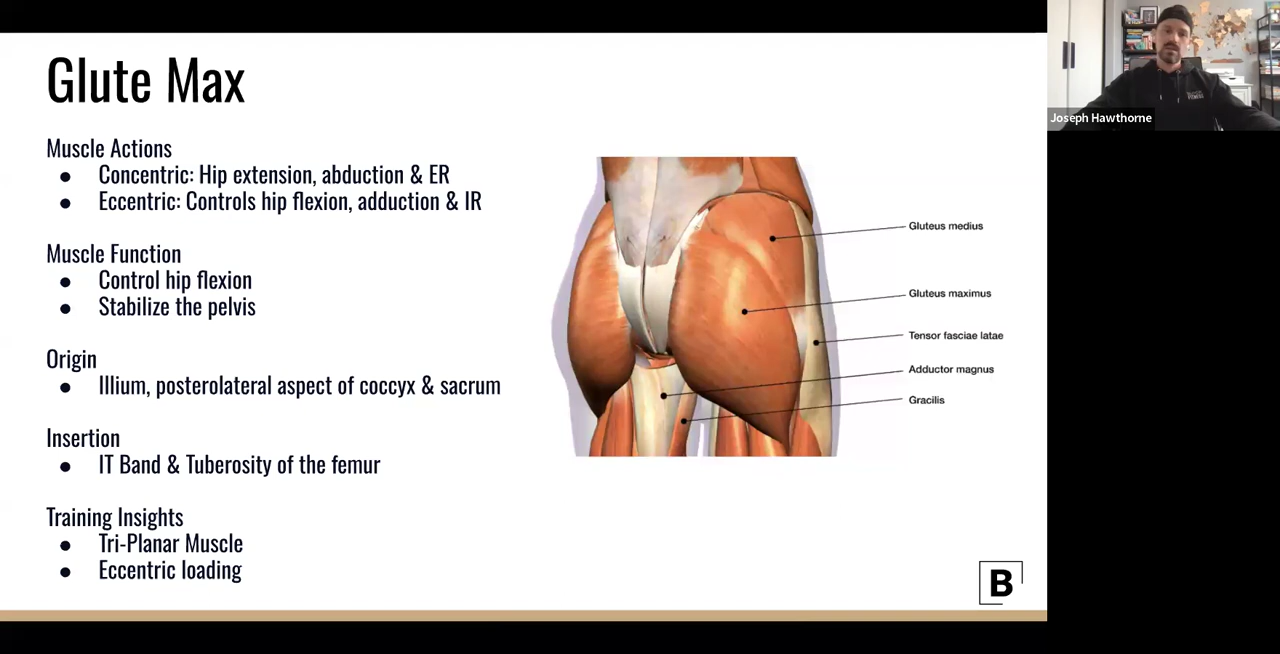 Glute Max
Muscle Actions
● Concentric: Hip extension, abduction & ER
● Eccentric: Controls hip flexion, adduction & IR
Muscle Function
● Control hip flexion
● Stabilize the pelvis
Origin
● Illium, posterolateral aspect of coccyx & sacrum
Insertion
● IT Band & Tuberosity of the femur
Training Insights
● Tri-Planar Muscle
● Eccentric loading
Gluteus medius
Gluteus maximus
Tensor fasciae latae
Adductor magnus
Gracilis
B
Joseph Hawthorne